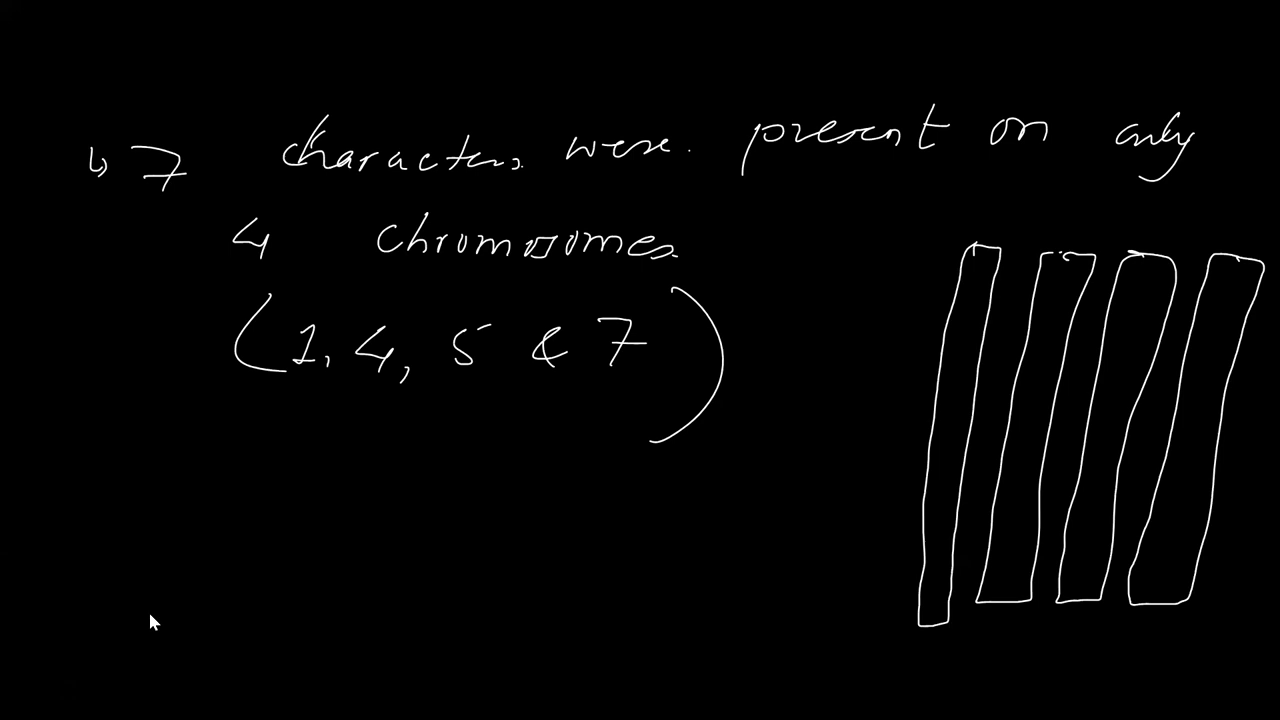 ↳ 7 characters were present on only
4 chromosomes.
(1, 4, 5 & 7)